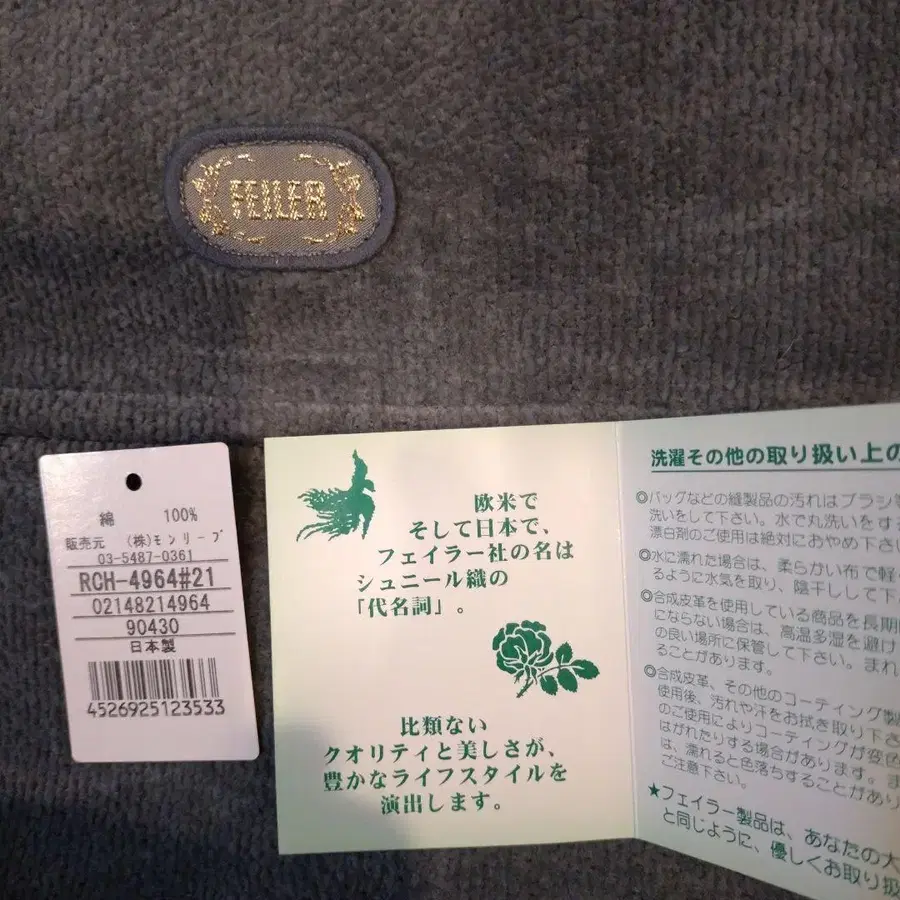 FEILER
綿 100%
販売元 (株)モンリーブ
03-5487-0361
RCH-4964#21
02148214964
90430
日本製
4526925123533
欧米で
そして日本で、
フェイラー社の名は
シュニール織の
「代名詞」。
比類ない
クオリティと美しさが、
豊かなライフスタイルを
演出します。
洗濯その他の取り扱い上の
◎バッグなどの縫製品の汚れはブラシ等
洗いをして下さい。水で丸洗いをする
漂白剤のご使用は絶対におやめ下さい
◎水に濡れた場合は、柔らかい布で軽
るように水気を取り、陰干しして下
◎合成皮革を使用している商品を長期間
にならない場合は、高温多湿を避け
の良い場所に保管して下さい。まれ
ることがあります。
◎合成皮革、その他のコーティング製
使用後、汚れや汗をお拭き取り下さ
のご使用によりコーティングが変色
はがれたりする場合があります。ま
は、濡れると色落ちすることがあり
ご注意下さい。
★フェイラー製品は、あなたの大
と同じように、優しくお取り扱